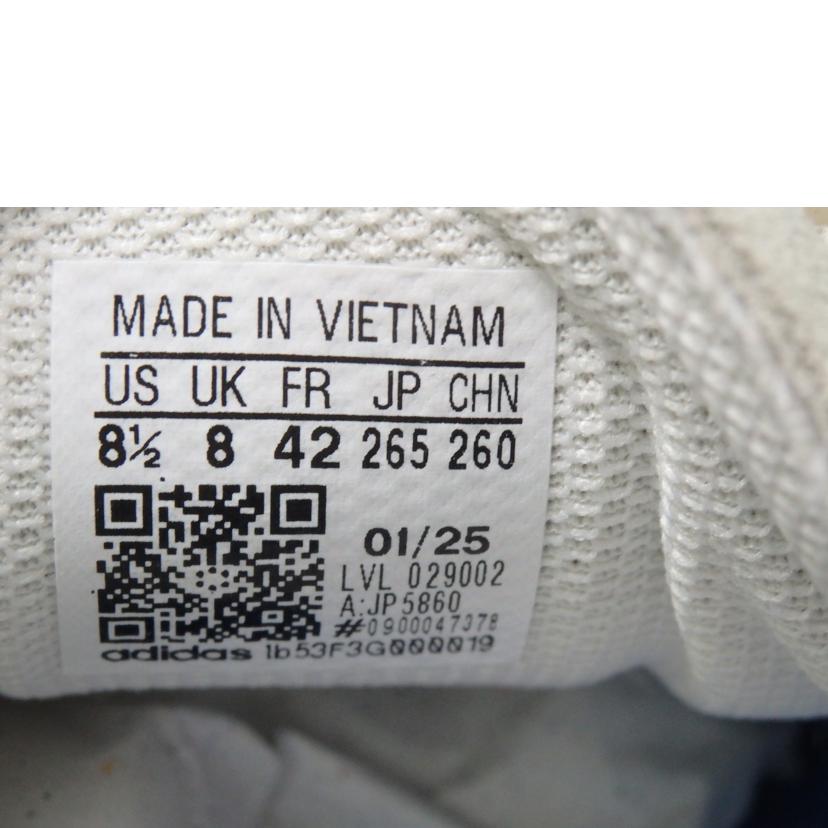 MADE IN VIETNAM
US UK FR JP CHN
8½ 8 42 265 260
01/25
LVL 029002
A:JP5860
#0900047378
adidas 1b53F3G000019